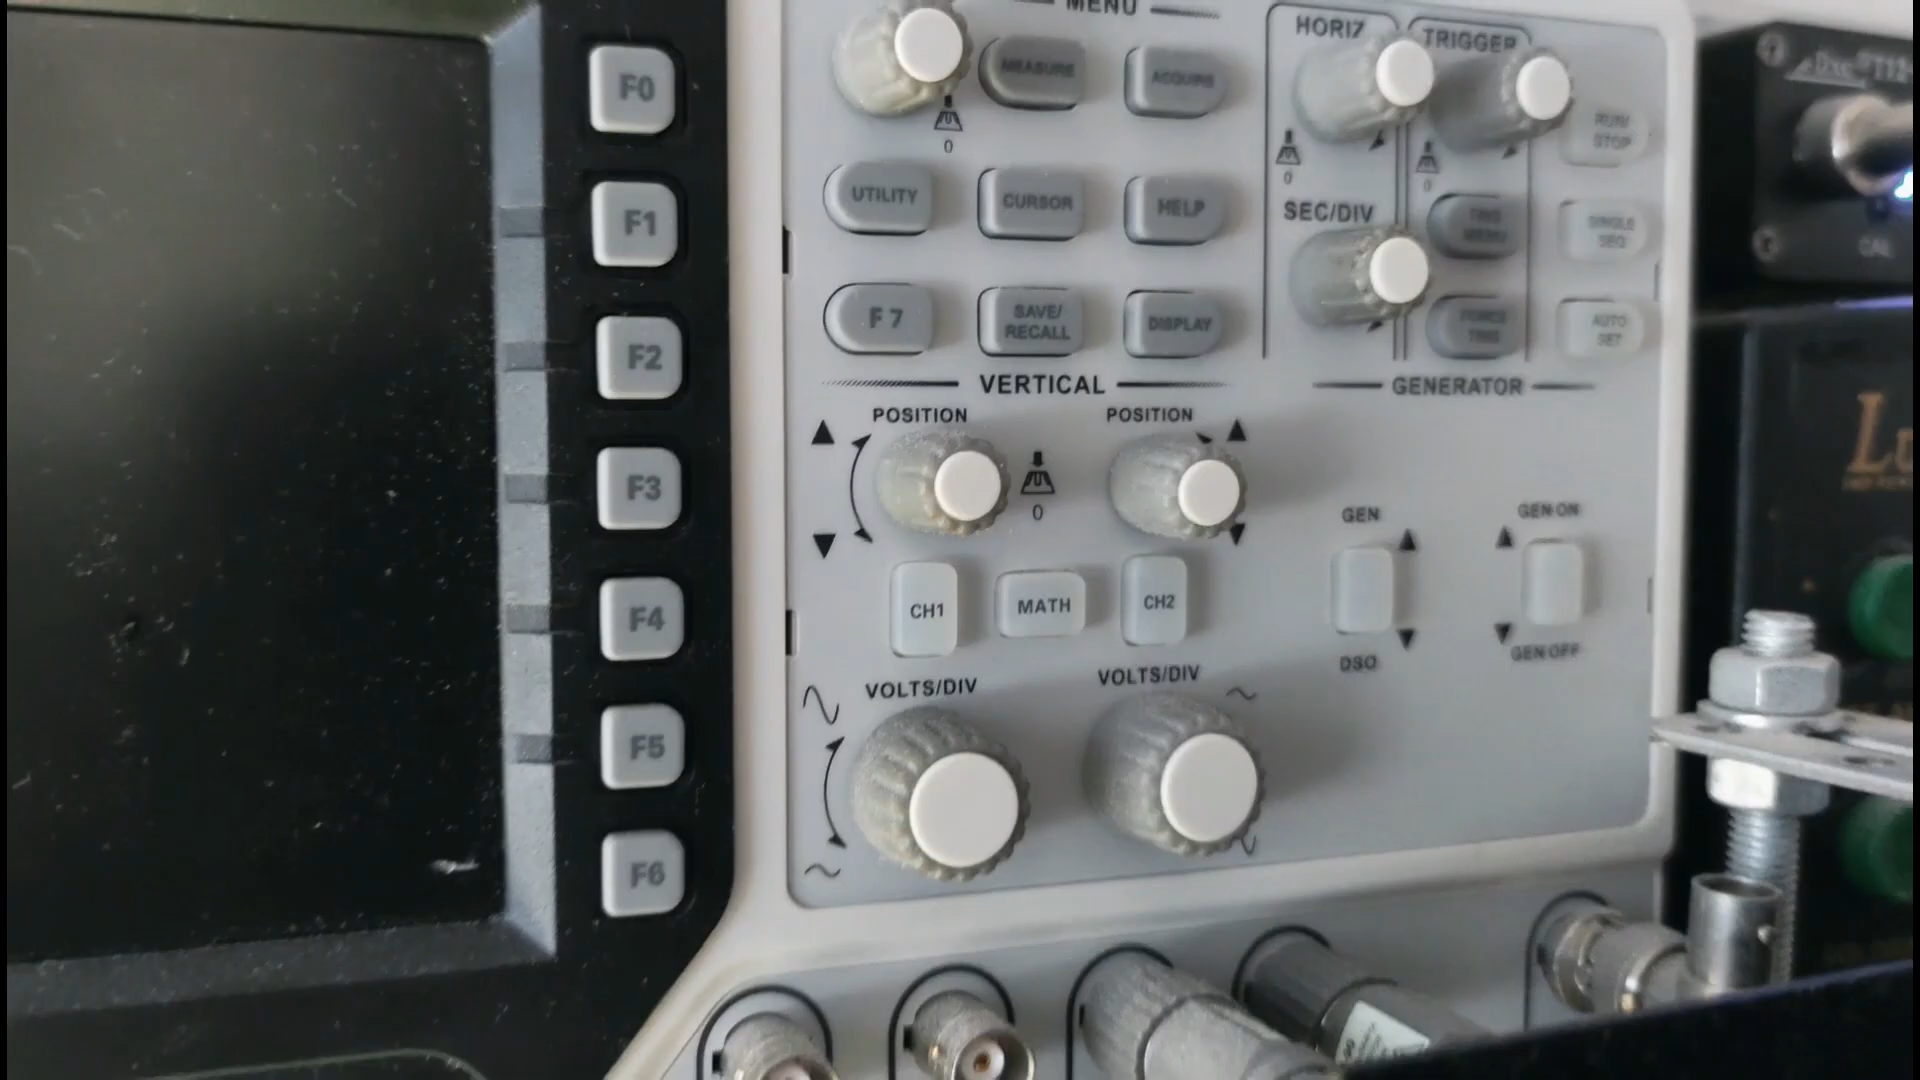 F0
F1
F2
F3
F4
F5
F6
MENU
MEASURE
ACQUIRE
0
UTILITY
CURSOR
HELP
F 7
SAVE/
RECALL
DISPLAY
HORIZ
TRIGGER
0
0
SEC/DIV
TRIG
MENU
FORCE
TRIG
RUN/
STOP
SINGLE
SEQ
AUTO
SET
VERTICAL
POSITION
POSITION
0
CH1
MATH
CH2
VOLTS/DIV
VOLTS/DIV
GENERATOR
GEN
DSO
GEN ON
GEN OFF
CAL